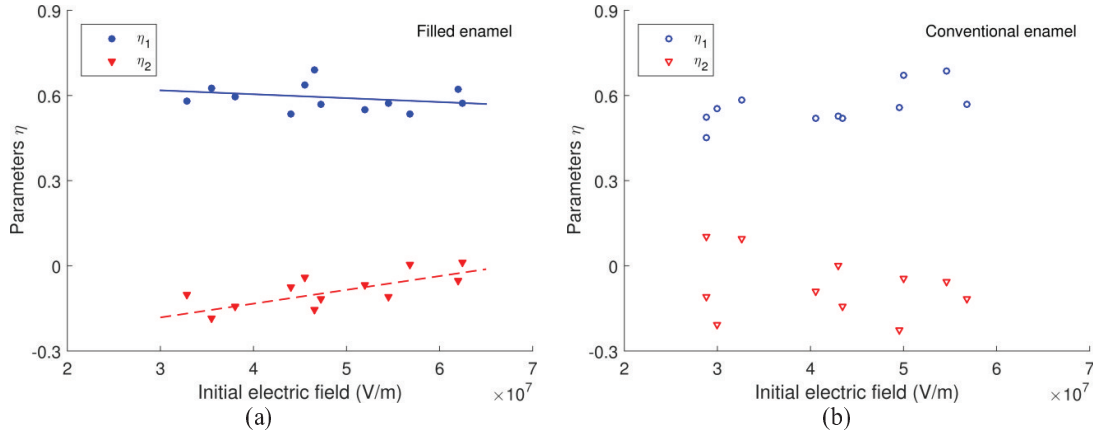 0.9
η1
η2
Filled enamel
0.6
0.3
0
-0.3
Parameters η
2 3 4 5 6 7
Initial electric field (V/m)
×10^7
(a)
0.9
η1
η2
Conventional enamel
0.6
0.3
0
-0.3
Parameters η
2 3 4 5 6 7
Initial electric field (V/m)
×10^7
(b)